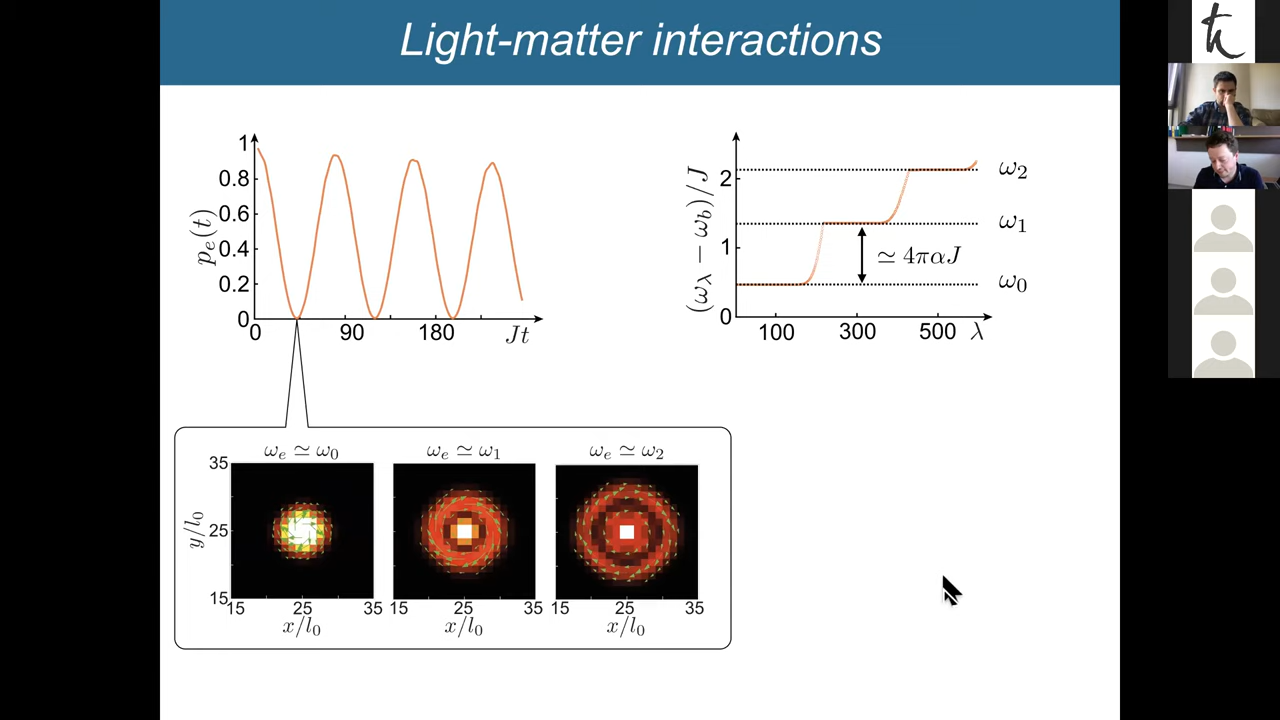 Light-matter interactions
1
0.8
0.6
0.4
0.2
0
p_e(t)
0
90
180
Jt
(ω_λ − ω_b)/J
2
1
0
100
300
500
λ
ω_2
ω_1
ω_0
≃ 4παJ
ω_e ≃ ω_0
ω_e ≃ ω_1
ω_e ≃ ω_2
35
25
15
y/l_0
15 25 35
15 25 35
15 25 35
x/l_0
x/l_0
x/l_0